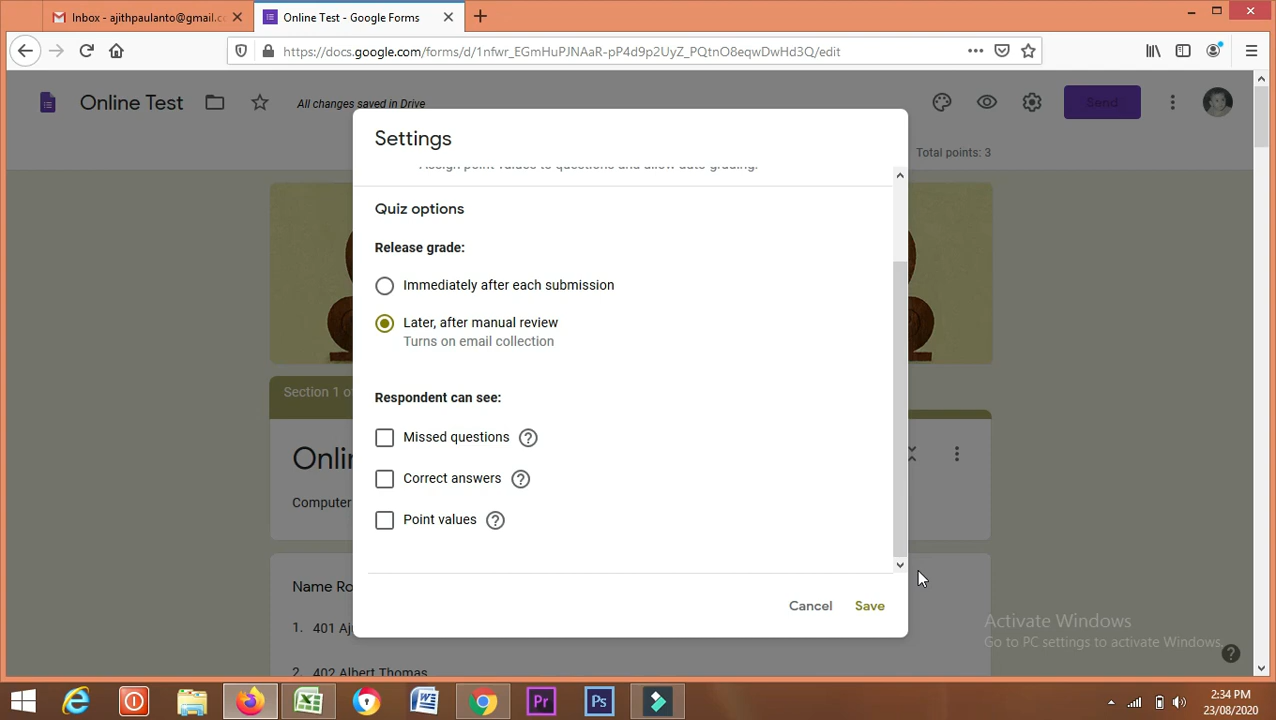 Inbox - ajithpaulanto@gmail.co
Online Test - Google Forms
https://docs.google.com/forms/d/1nfwr_EGmHuPJNAaR-pP4d9p2UyZ_PQtnO8eqwDwHd3Q/edit
Online Test
All changes saved in Drive
Send
Total points: 3
Settings
Assign point values to questions and allow auto-grading.
Quiz options
Release grade:
Immediately after each submission
Later, after manual review
Turns on email collection
Section 1 o
Respondent can see:
Missed questions
Onli
Correct answers
Computer
Point values
Name Ro
Cancel
Save
1. 401 Aj
2. 402 Albert Thomas
Activate Windows
Go to PC settings to activate Windows.
W
Pr
Ps
2:34 PM
23/08/2020